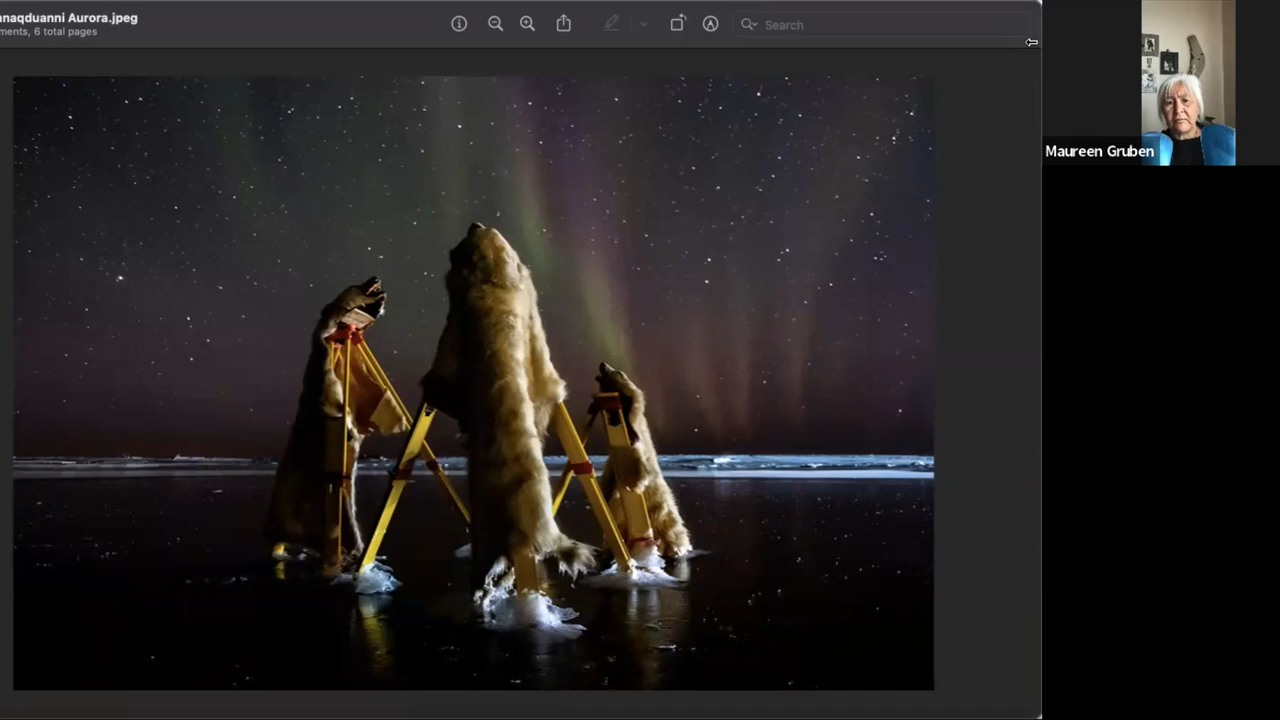 naqduanni Aurora.jpeg
ments, 6 total pages
Search
Maureen Gruben